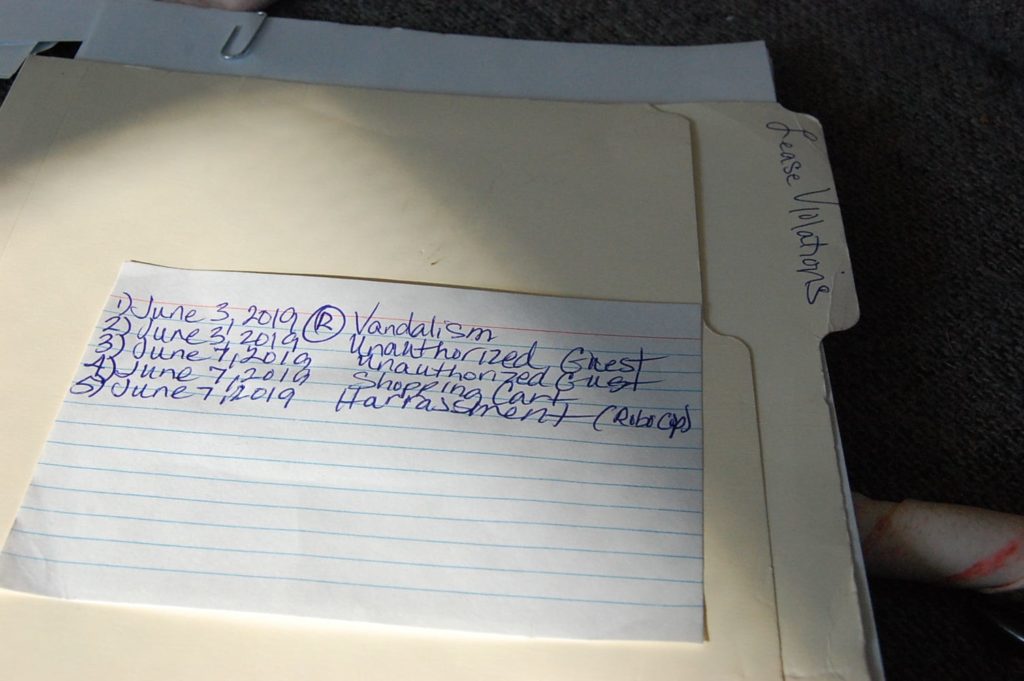 Lease Violations
1) June 3, 2019 Ⓡ Vandalism
2) June 3, 2019 Unauthorized Guest
3) June 7, 2019 Unauthorized Guest
4) June 7, 2019 Shopping Cart
5) June 7, 2019 Harrassment (RoboCop)